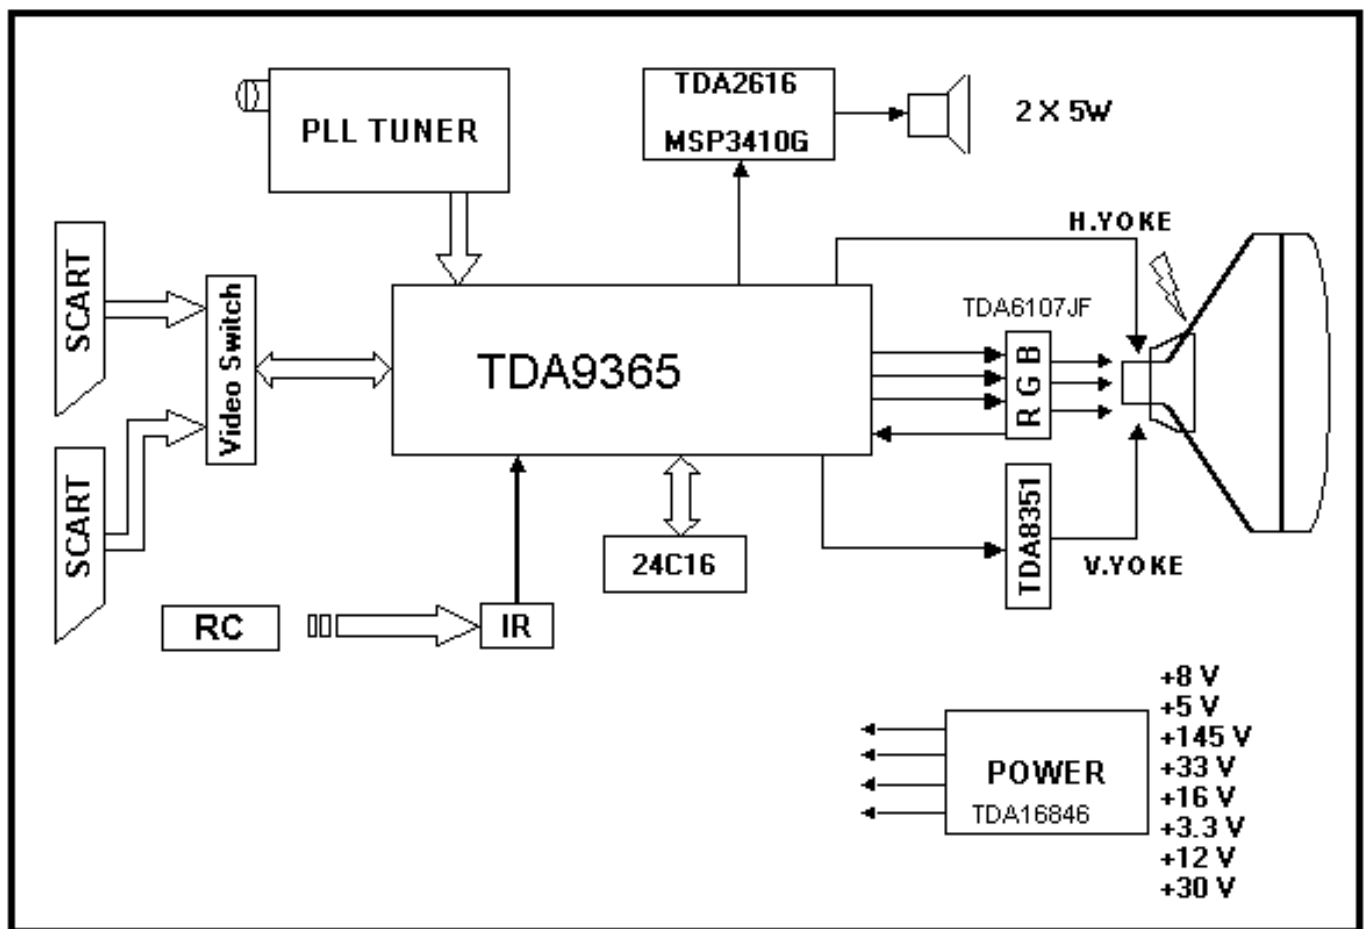 PLL TUNER
TDA2616
MSP3410G
2 X 5W
H.YOKE
SCART
Video Switch
TDA9365
TDA6107JF
R G B
SCART
24C16
TDA8351
V.YOKE
RC
IR
POWER
TDA16846
+8 V
+5 V
+145 V
+33 V
+16 V
+3.3 V
+12 V
+30 V